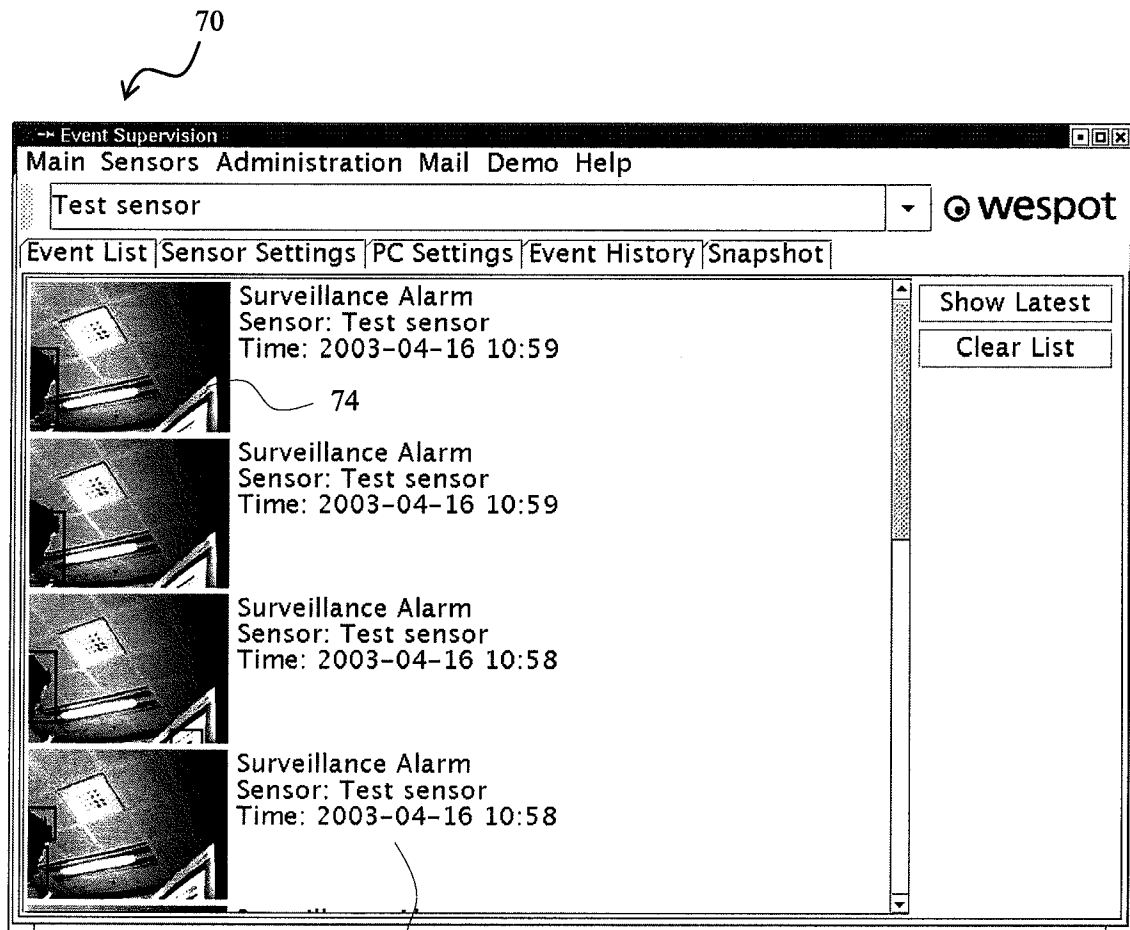 70
Event Supervision
Main Sensors Administration Mail Demo Help
Test sensor
wespot
Event List Sensor Settings PC Settings Event History Snapshot
Surveillance Alarm
Sensor: Test sensor
Time: 2003-04-16 10:59
Show Latest
Clear List
74
Surveillance Alarm
Sensor: Test sensor
Time: 2003-04-16 10:59
Surveillance Alarm
Sensor: Test sensor
Time: 2003-04-16 10:58
Surveillance Alarm
Sensor: Test sensor
Time: 2003-04-16 10:58